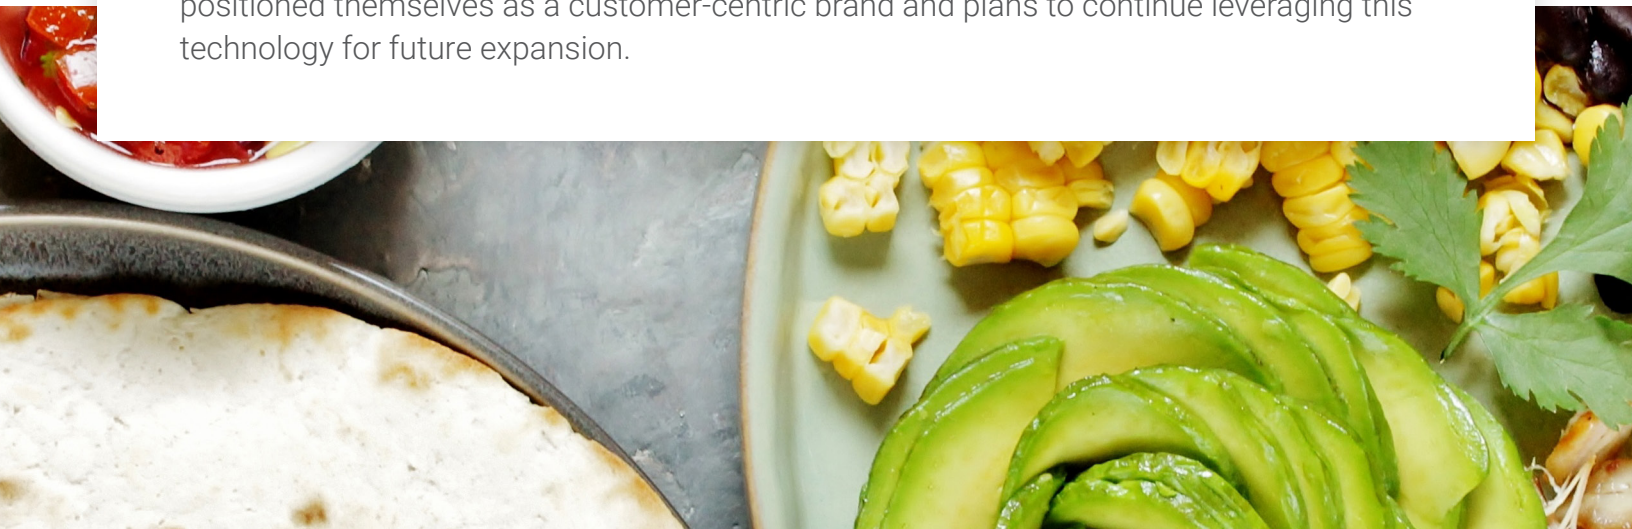 positioned themselves as a customer-centric brand and plans to continue leveraging this
technology for future expansion.